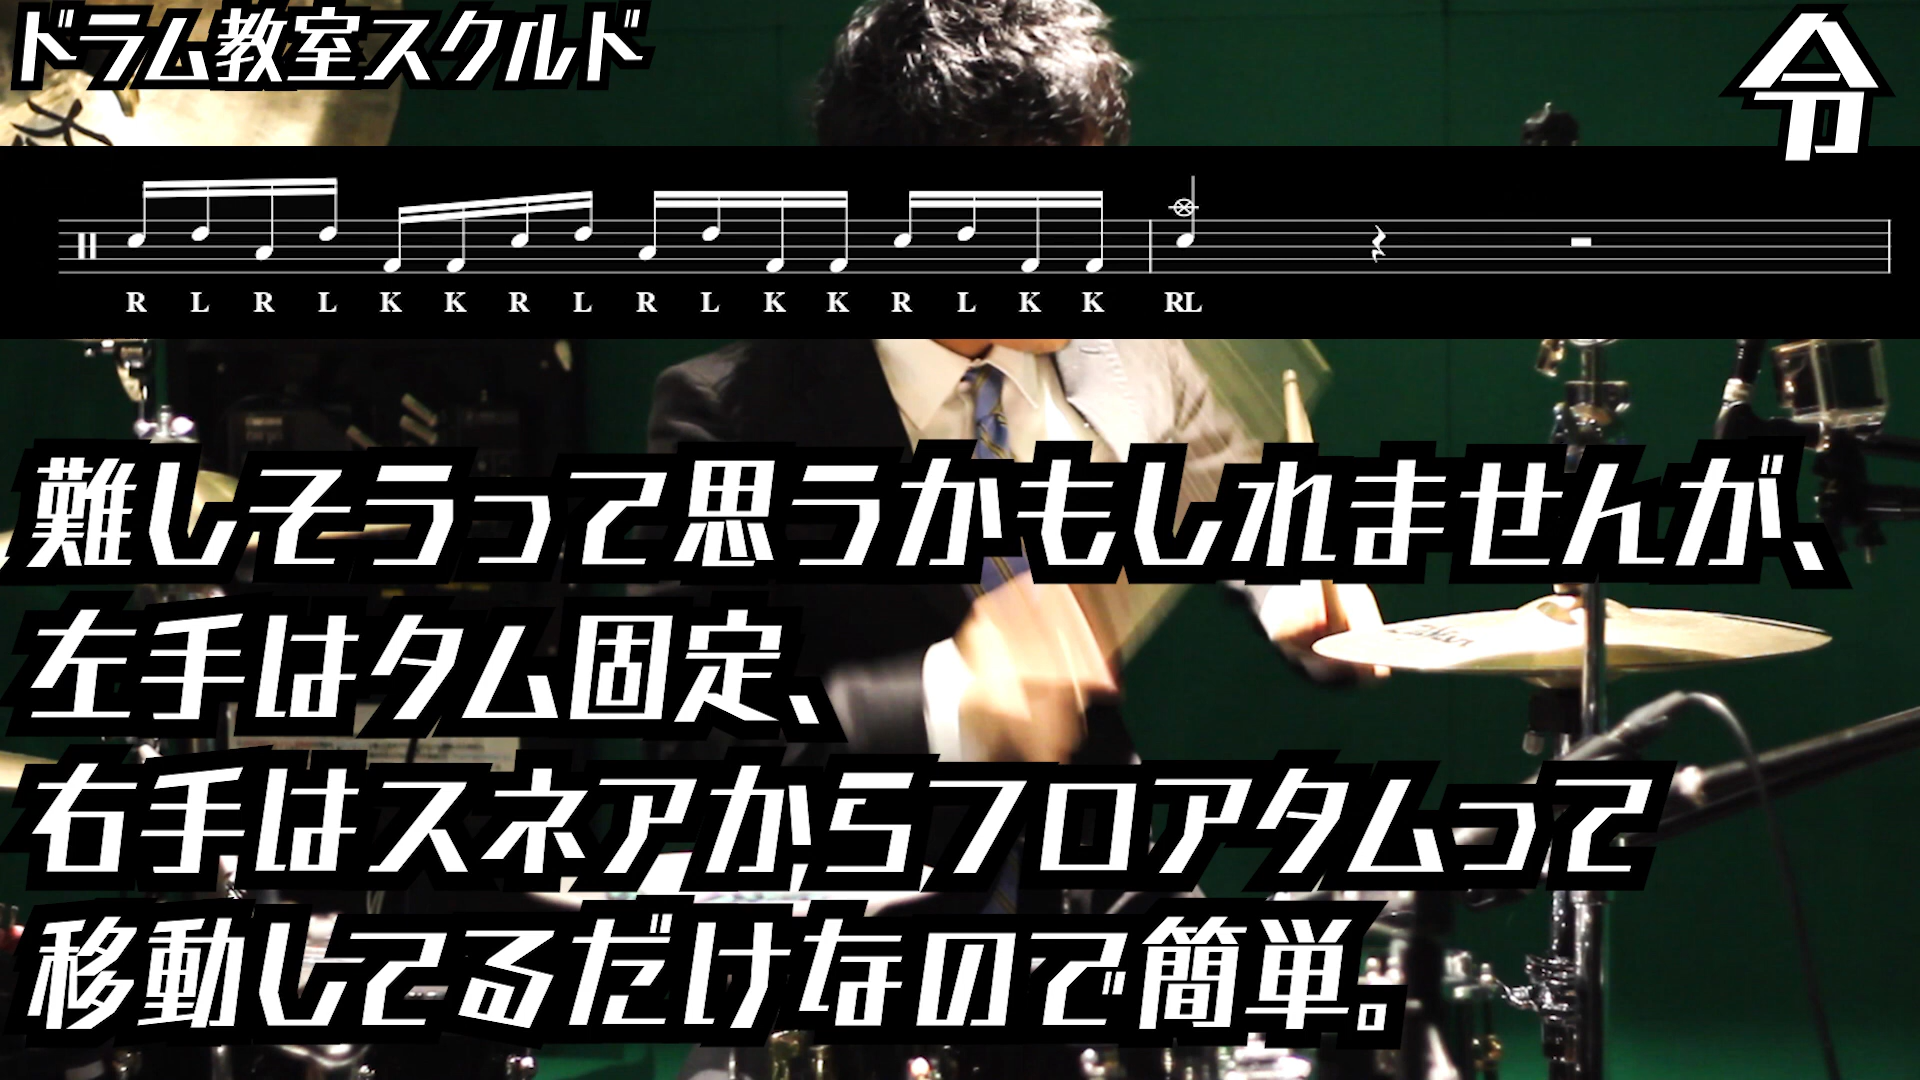 ドラム教室スクルド
令
R L R L K K R L R L K K R L K K RL
難しそうって思うかもしれませんが、
左手はタム固定、
右手はスネアからフロアタムって
移動してるだけなので簡単。